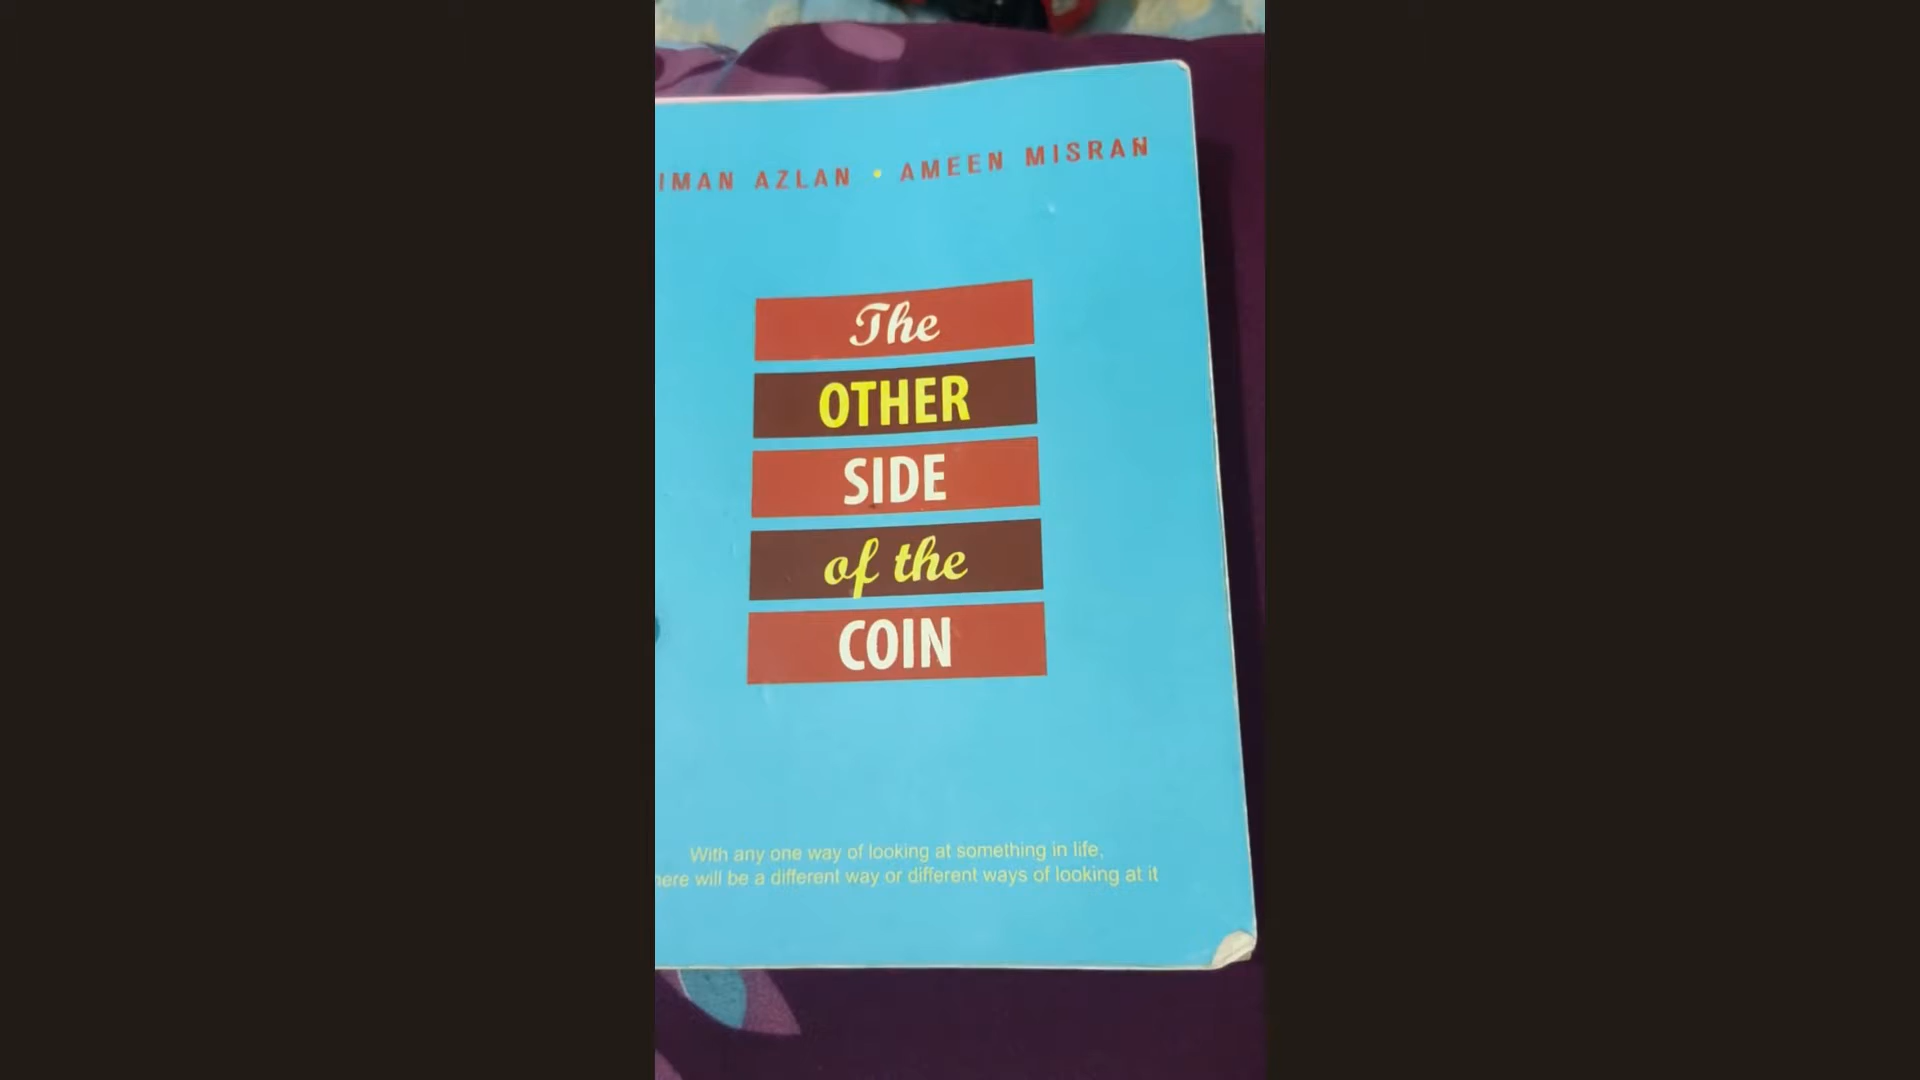 IMAN AZLAN • AMEEN MISRAN
The
OTHER
SIDE
of the
COIN
With any one way of looking at something in life,
will be a different way or different ways of looking at it